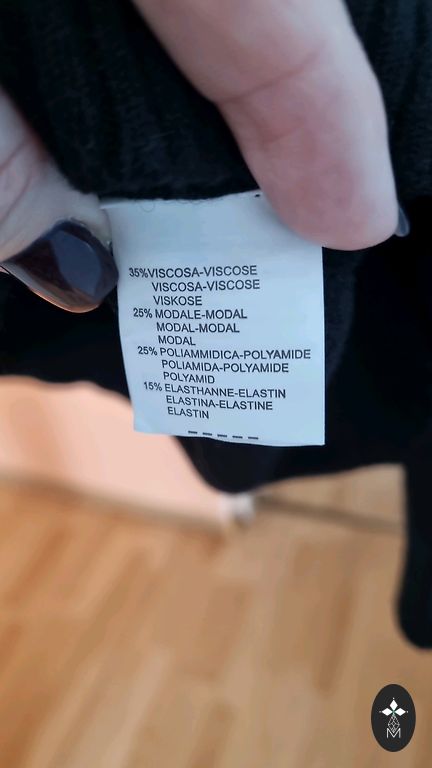 35%VISCOSA-VISCOSE
VISCOSA-VISCOSE
VISKOSE
25% MODALE-MODAL
MODAL-MODAL
MODAL
25% POLIAMMIDICA-POLYAMIDE
POLIAMIDA-POLYAMIDE
POLYAMID
15% ELASTHANNE-ELASTIN
ELASTINA-ELASTINE
ELASTIN
M